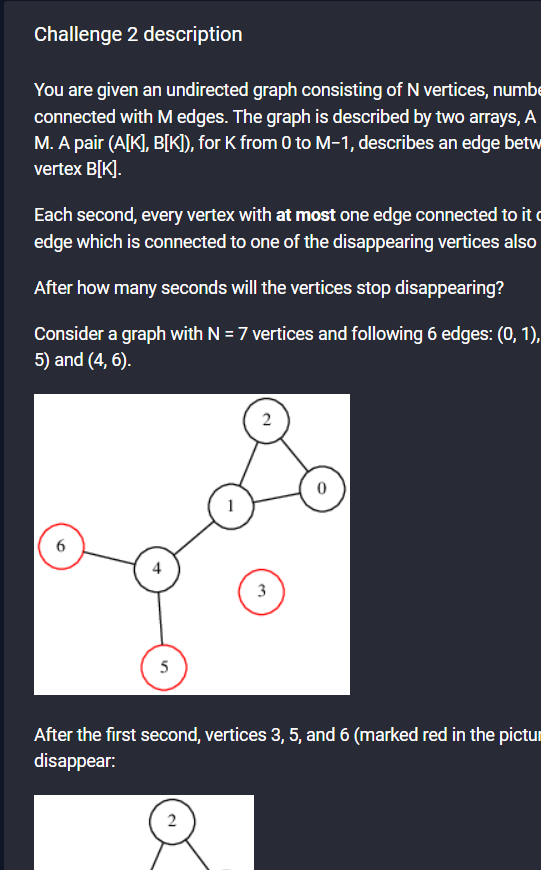 Challenge 2 description
You are given an undirected graph consisting of N vertices, numbe
connected with M edges. The graph is described by two arrays, A
M. A pair (A[K], B[K]), for K from 0 to M−1, describes an edge betw
vertex B[K].
Each second, every vertex with at most one edge connected to it
edge which is connected to one of the disappearing vertices also
After how many seconds will the vertices stop disappearing?
Consider a graph with N = 7 vertices and following 6 edges: (0, 1),
5) and (4, 6).
2
0
1
6
4
3
5
After the first second, vertices 3, 5, and 6 (marked red in the pictur
disappear:
2